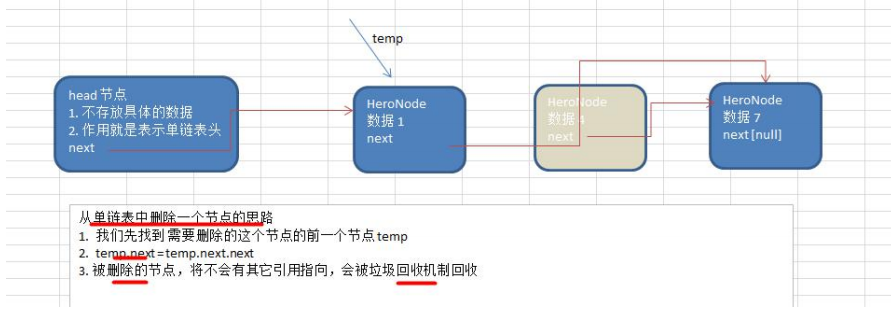 temp
head 节点
1. 不存放具体的数据
2. 作用就是表示单链表头
next
HeroNode
数据 1
next
HeroNode
数据 4
next
HeroNode
数据 7
next [null]
从单链表中删除一个节点的思路
1. 我们先找到 需要删除的这个节点的前一个节点 temp
2. temp.next = temp.next.next
3. 被删除的节点，将不会有其它引用指向，会被垃圾回收机制回收